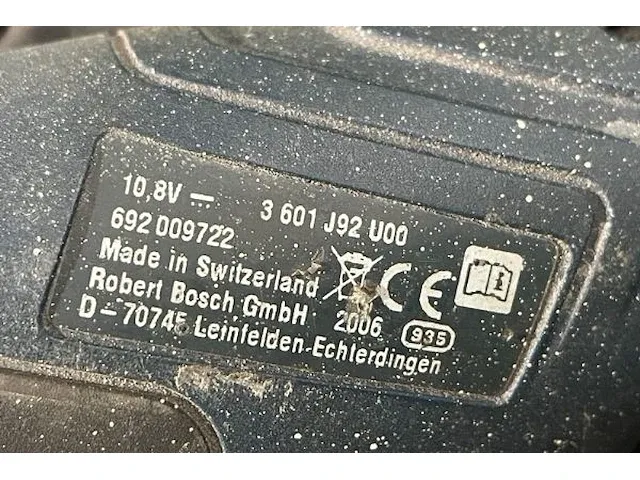 10,8V 3 601 J92 U00
692 009722
Made in Switzerland CE
Robert Bosch GmbH 2006 935
D-70745 Leinfelden-Echterdingen